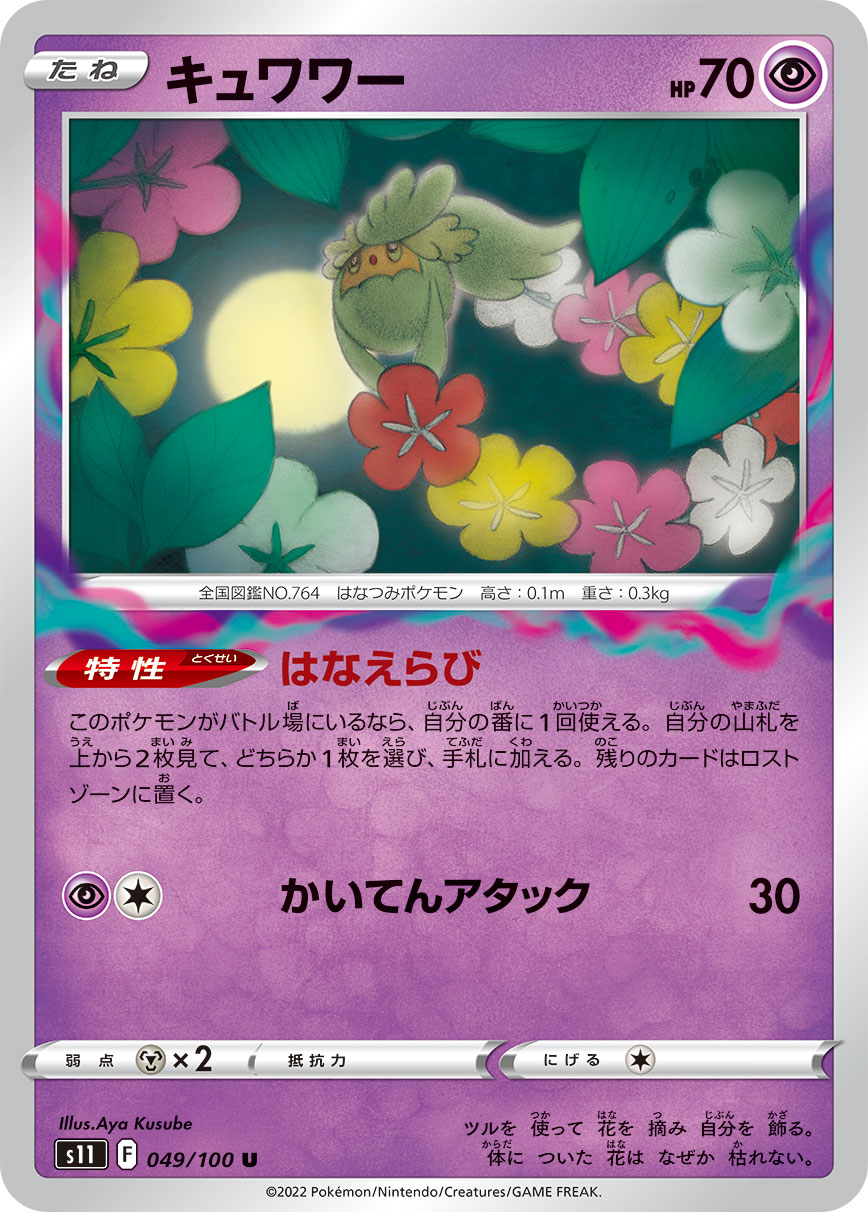 たね キュワワー HP70
全国図鑑NO.764 はなつみポケモン 高さ：0.1m 重さ：0.3kg
特性 とくせい はなえらび
このポケモンがバトル場にいるなら、自分の番に1回使える。自分の山札を
上から2枚見て、どちらか1枚を選び、手札に加える。残りのカードはロスト
ゾーンに置く。
かいてんアタック 30
弱点 ×2 抵抗力 にげる
Illus.Aya Kusube
s11 F 049/100 U
ツルを 使って 花を 摘み 自分を 飾る。
体に ついた 花は なぜか 枯れない。
©2022 Pokémon/Nintendo/Creatures/GAME FREAK.